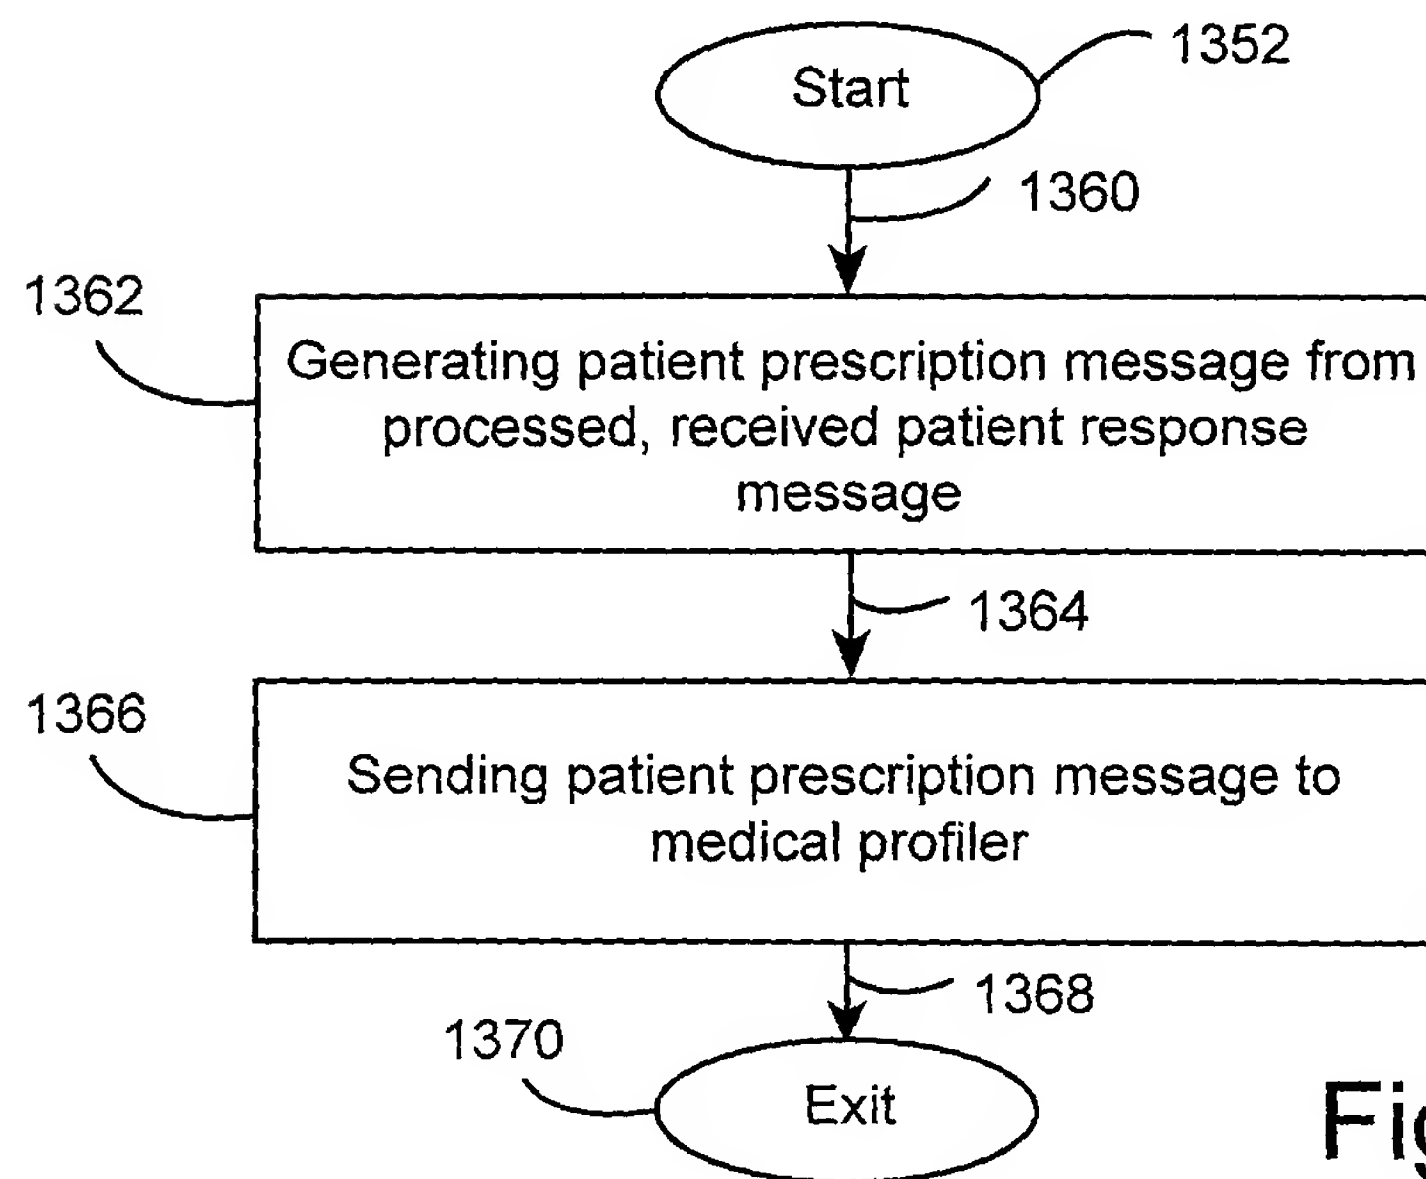 Start
1352
1360
1362
Generating patient prescription message from
processed, received patient response
message
1364
1366
Sending patient prescription message to
medical profiler
1368
1370
Exit